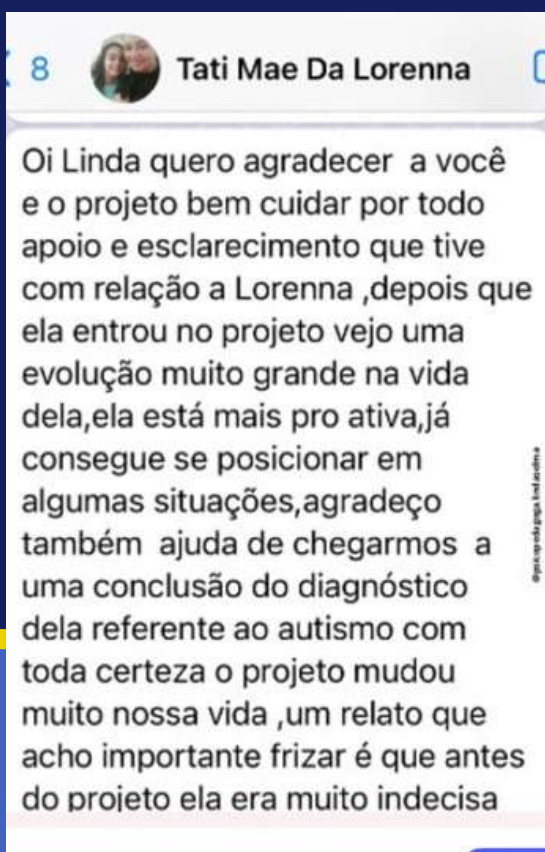 8 Tati Mae Da Lorenna
Oi Linda quero agradecer a você
e o projeto bem cuidar por todo
apoio e esclarecimento que tive
com relação a Lorenna ,depois que
ela entrou no projeto vejo uma
evolução muito grande na vida
dela,ela está mais pro ativa,já
consegue se posicionar em
algumas situações,agradeço
também ajuda de chegarmos a
uma conclusão do diagnóstico
dela referente ao autismo com
toda certeza o projeto mudou
muito nossa vida ,um relato que
acho importante frizar é que antes
do projeto ela era muito indecisa